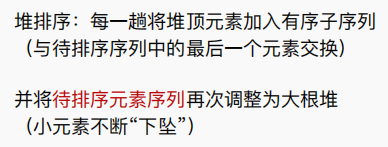 堆排序：每一趟将堆顶元素加入有序子序列
（与待排序序列中的最后一个元素交换）
并将待排序元素序列再次调整为大根堆
（小元素不断“下坠”）